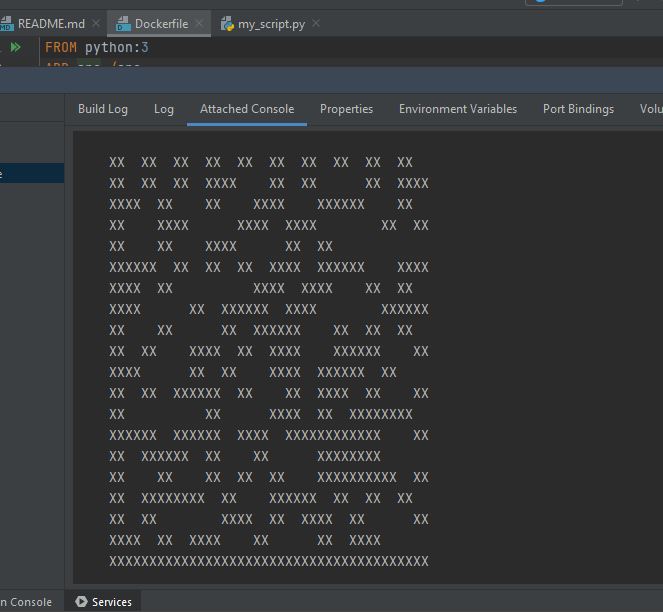 README.md Dockerfile my_script.py
FROM python:3
Build Log Log Attached Console Properties Environment Variables Port Bindings
XX  XX  XX  XX  XX  XX  XX  XX  XX  XX
XX  XX  XX  XXXX    XX  XX      XX  XXXX
XXXX  XX    XX    XXXX    XXXXXX    XX
XX    XXXX      XXXX  XXXX        XX  XX
XX    XX    XXXX      XX  XX
XXXXXX  XX  XX  XX  XXXX  XXXXXX    XXXX
XXXX  XX          XXXX  XXXX    XX  XX
XXXX      XX  XXXXXX  XXXX        XXXXXX
XX    XX      XX  XXXXXX    XX  XX  XX
XX  XX    XXXX  XX  XXXX    XXXXXX    XX
XXXX      XX  XX    XXXX  XXXXXX  XX
XX  XX  XXXXXX  XX    XX  XXXX  XX    XX
XX          XX      XXXX  XX  XXXXXXXX
XXXXXX  XXXXXX  XXXX  XXXXXXXXXXXX    XX
XX  XXXXXX  XX    XX      XXXXXXXX
XX    XX    XX  XX  XX    XXXXXXXXXX  XX
XX  XXXXXXXX  XX    XXXXXX  XX  XX  XX
XX  XX        XXXX  XX  XXXX  XX      XX
XXXX  XX  XXXX    XX      XX  XXXX
XXXXXXXXXXXXXXXXXXXXXXXXXXXXXXXXXXXXXXXX
Console Services